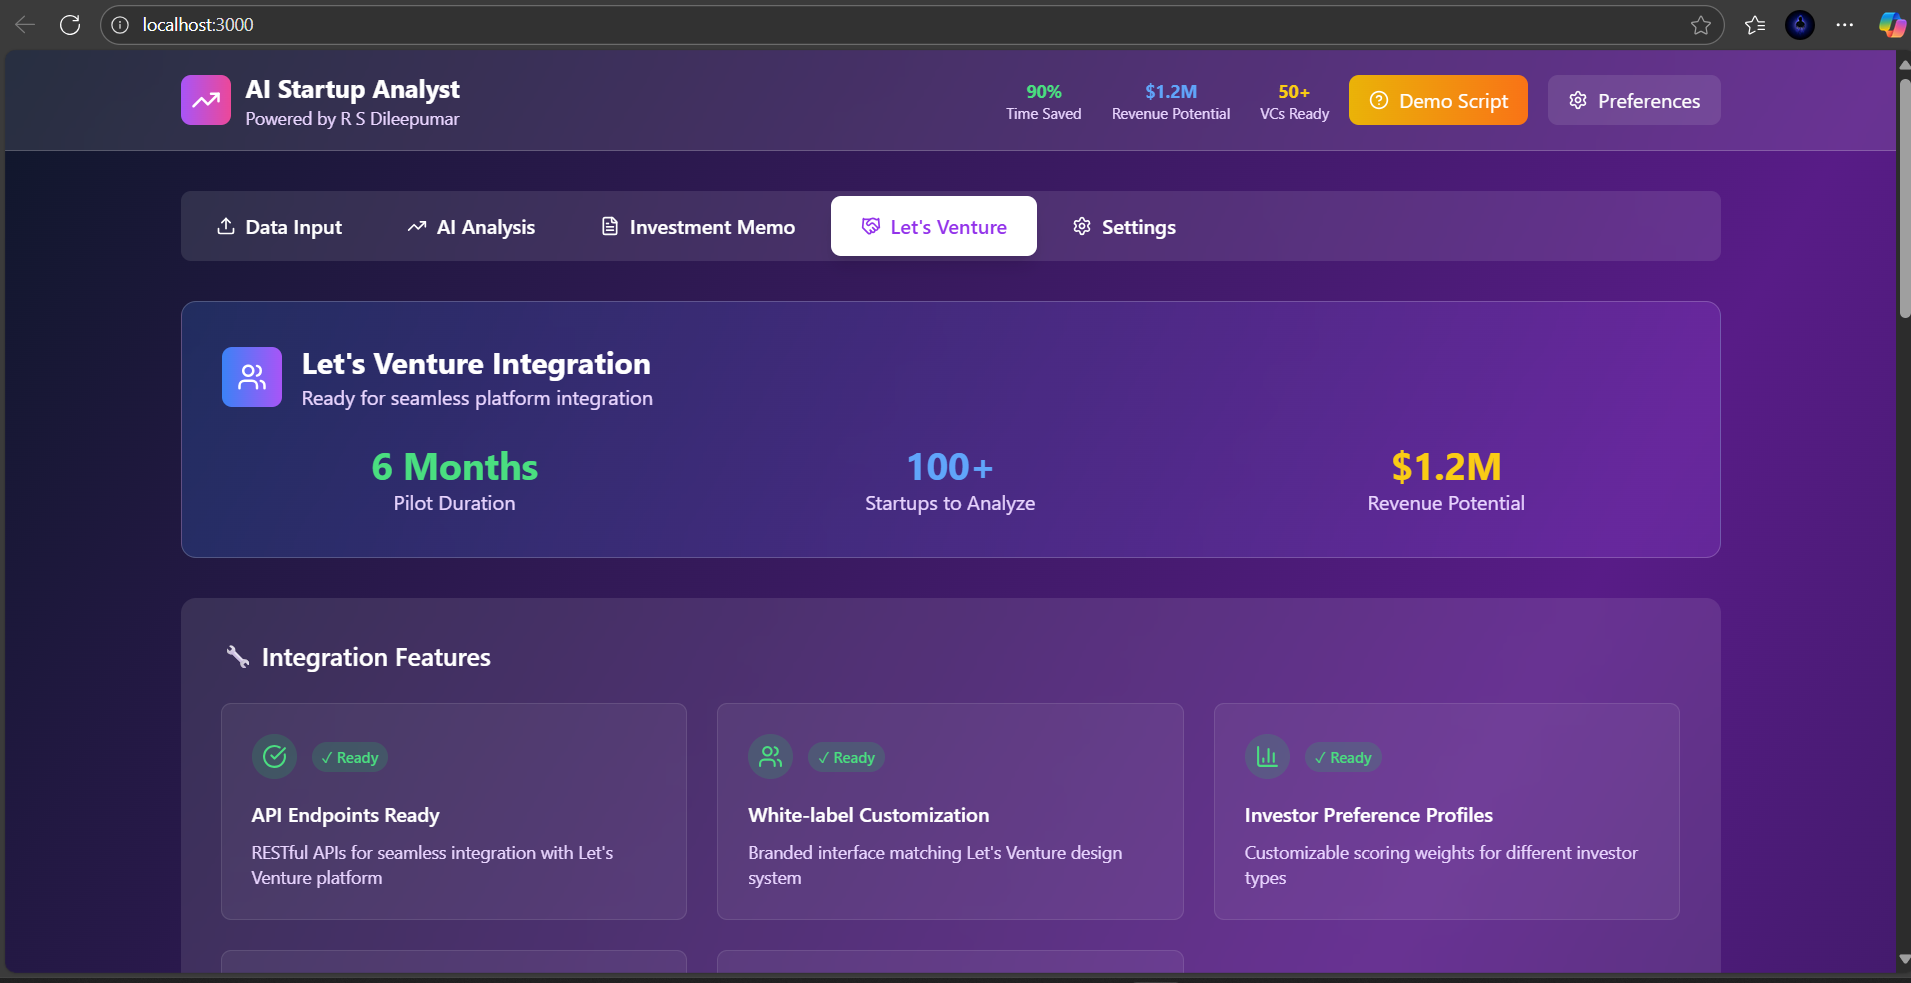 localhost:3000
AI Startup Analyst
Powered by R S Dileepumar
90%
Time Saved
$1.2M
Revenue Potential
50+
VCs Ready
Demo Script
Preferences
Data Input
AI Analysis
Investment Memo
Let's Venture
Settings
Let's Venture Integration
Ready for seamless platform integration
6 Months
Pilot Duration
100+
Startups to Analyze
$1.2M
Revenue Potential
Integration Features
✓ Ready
API Endpoints Ready
RESTful APIs for seamless integration with Let's
Venture platform
✓ Ready
White-label Customization
Branded interface matching Let's Venture design
system
✓ Ready
Investor Preference Profiles
Customizable scoring weights for different investor
types